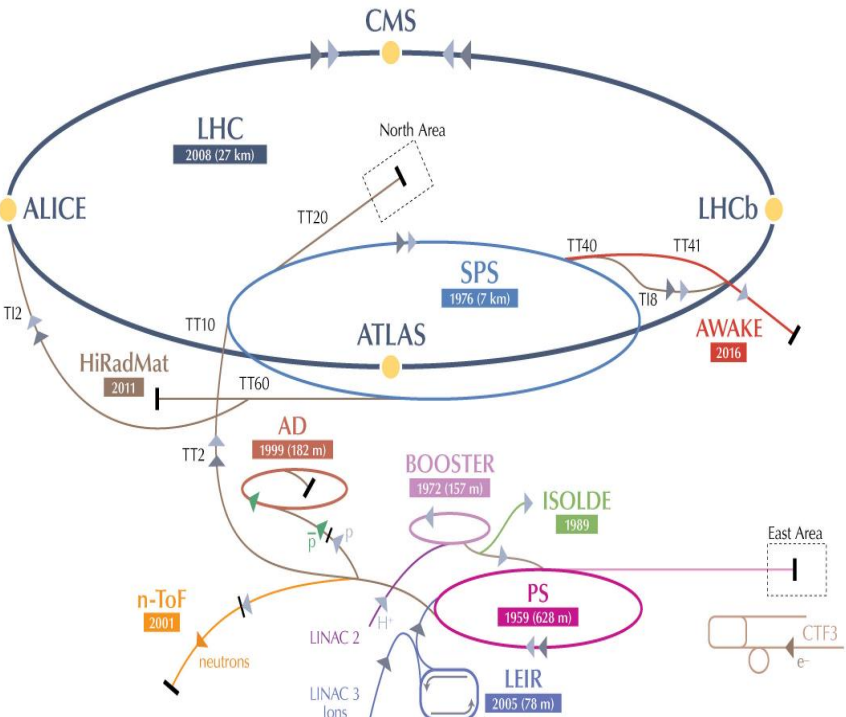 CMS
LHC
2008 (27 km)
North Area
ALICE
LHCb
TT20
TT40
TT41
SPS
1976 (7 km)
TI2
TI8
TT10
ATLAS
AWAKE
2016
HiRadMat
2011
TT60
AD
1999 (182 m)
TT2
BOOSTER
1972 (157 m)
ISOLDE
1989
p̅
p
East Area
n-ToF
2001
PS
1959 (628 m)
H⁺
neutrons
LINAC 2
CTF3
e⁻
LINAC 3
Ions
LEIR
2005 (78 m)